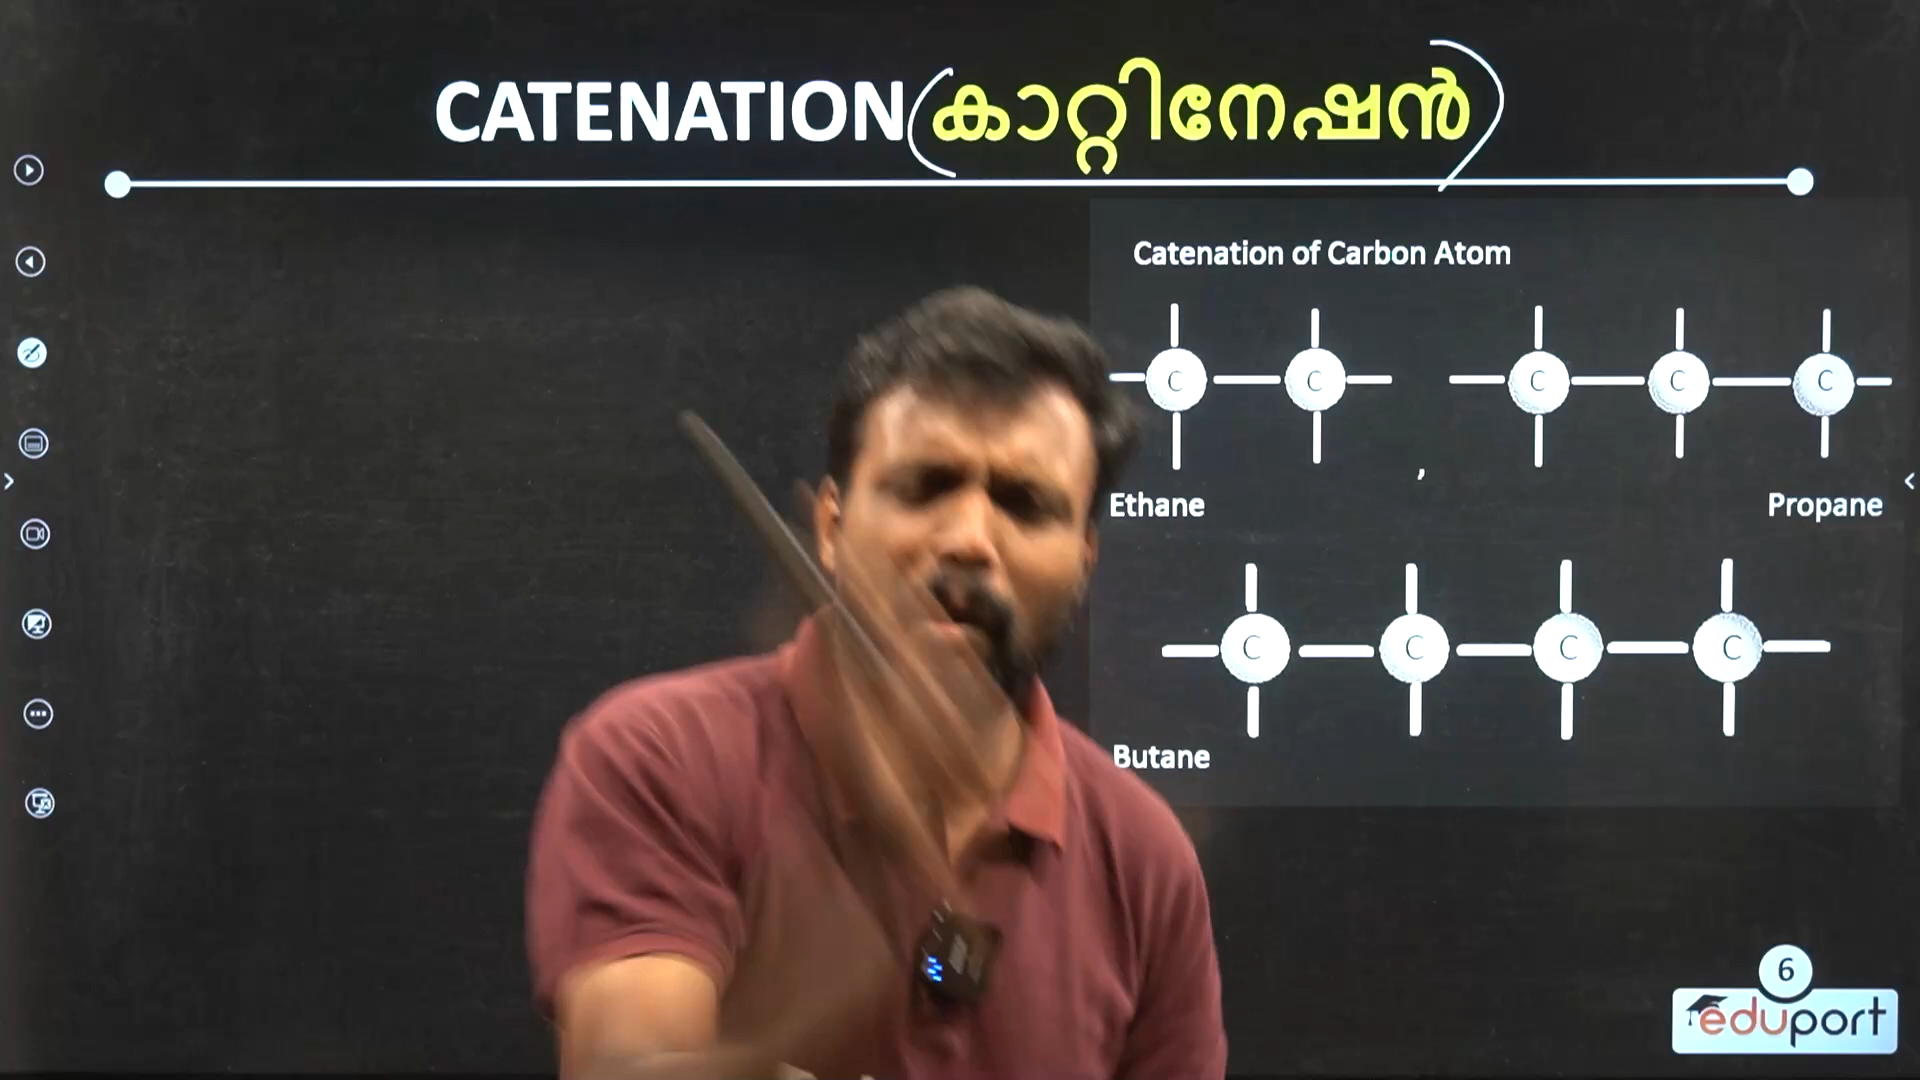 CATENATION(കാറ്റിനേഷൻ)
Catenation of Carbon Atom
C C C C C
,
Ethane Propane
C C C C
Butane
6
eduport